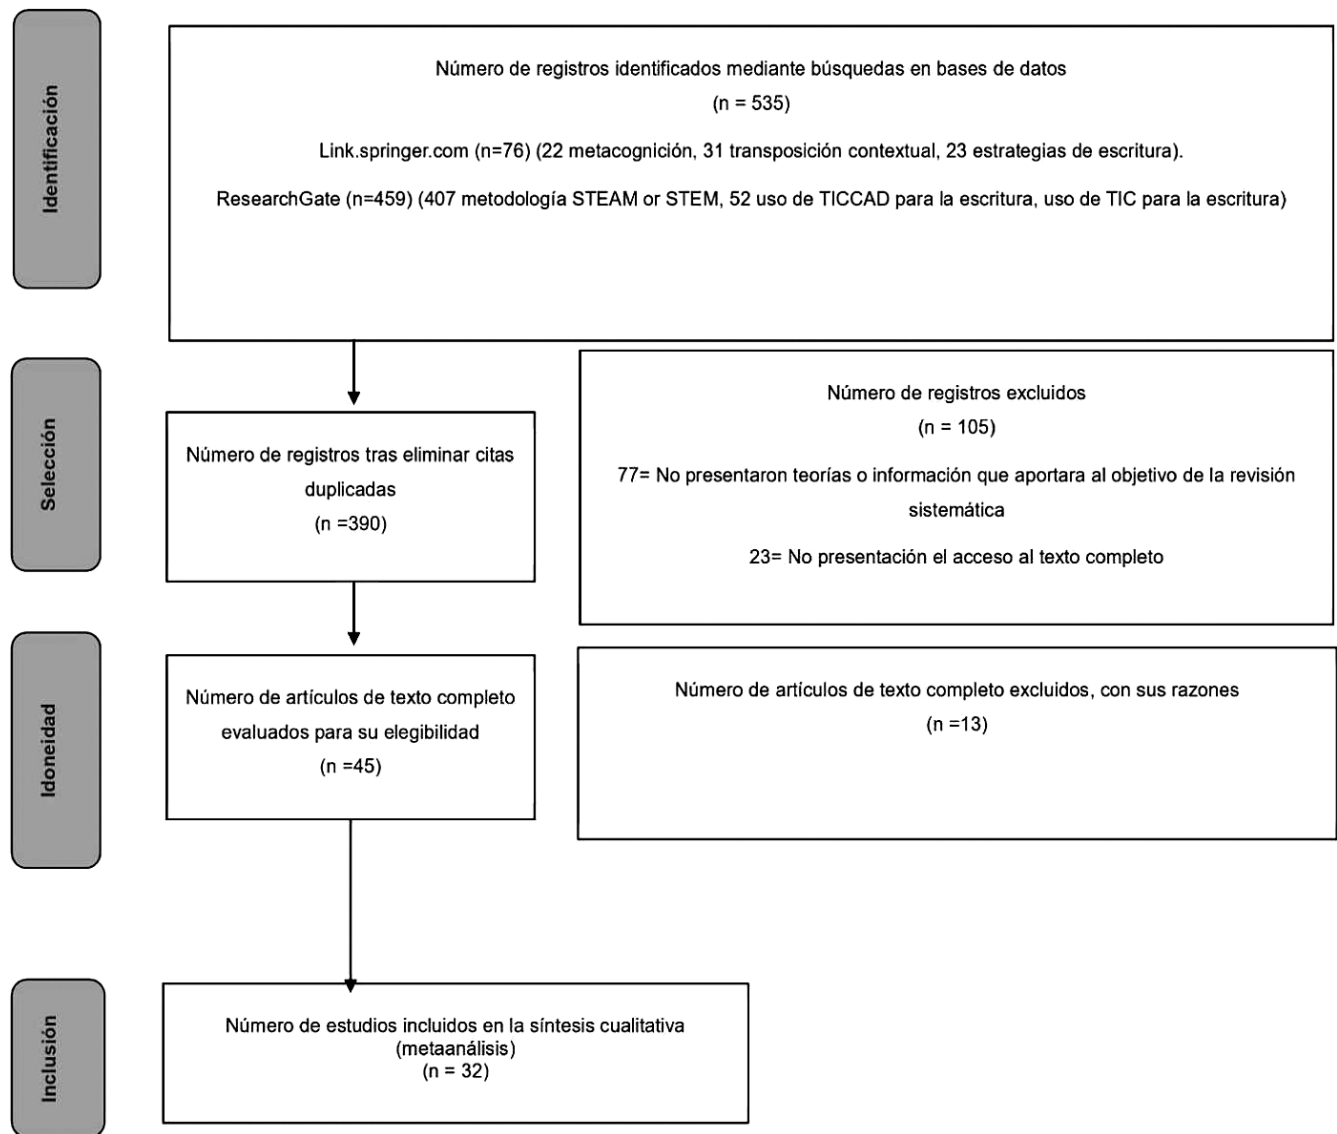 Identificación
Número de registros identificados mediante búsquedas en bases de datos
(n = 535)
Link.springer.com (n=76) (22 metacognición, 31 transposición contextual, 23 estrategias de escritura).
ResearchGate (n=459) (407 metodología STEAM or STEM, 52 uso de TICCAD para la escritura, uso de TIC para la escritura)
Selección
Número de registros tras eliminar citas
duplicadas
(n =390)
Número de registros excluidos
(n = 105)
77= No presentaron teorías o información que aportara al objetivo de la revisión
sistemática
23= No presentación el acceso al texto completo
Idoneidad
Número de artículos de texto completo
evaluados para su elegibilidad
(n =45)
Número de artículos de texto completo excluidos, con sus razones
(n =13)
Inclusión
Número de estudios incluidos en la síntesis cualitativa
(metaanálisis)
(n = 32)